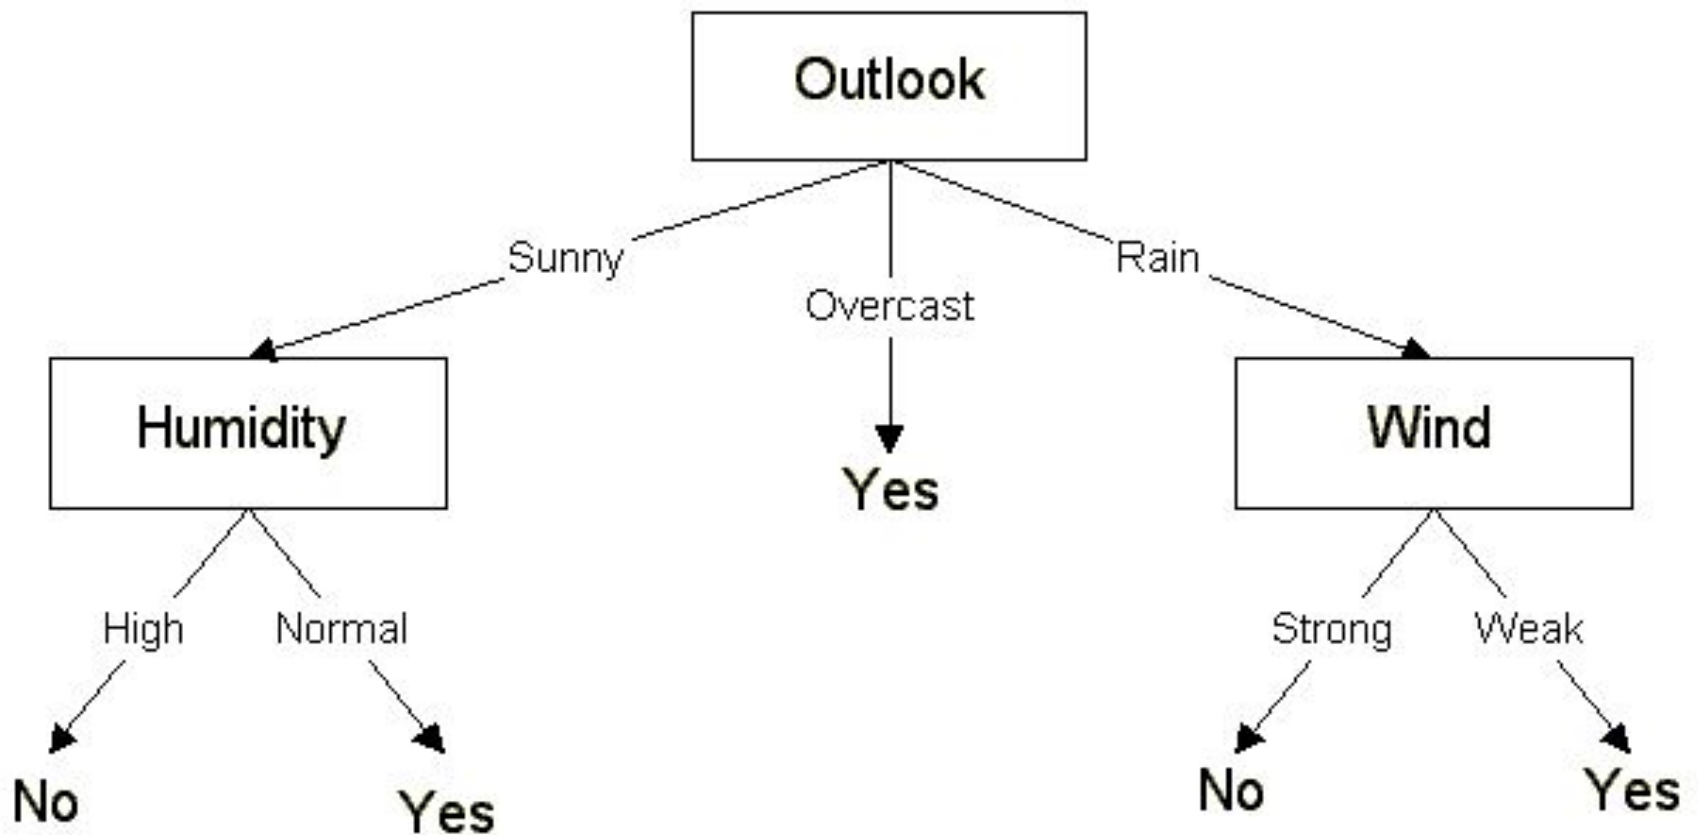 Outlook
Sunny
Overcast
Rain
Humidity
Yes
Wind
High
Normal
Strong
Weak
No
Yes
No
Yes